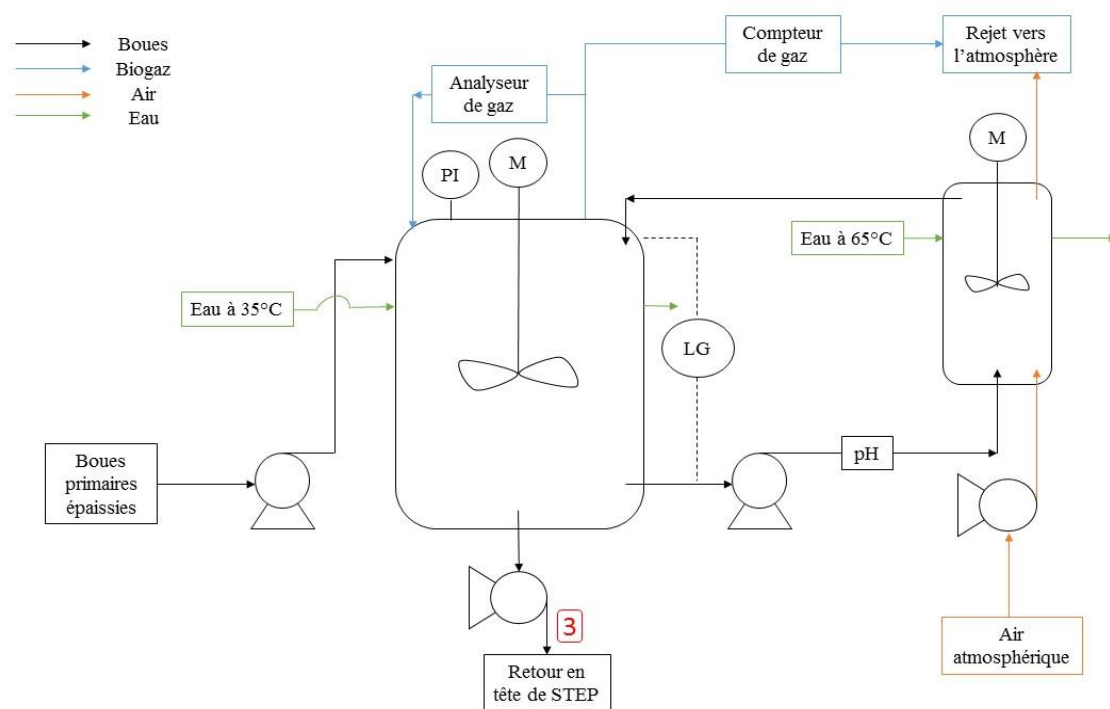 Boues
Biogaz
Air
Eau
Compteur
de gaz
Rejet vers
l’atmosphère
Analyseur
de gaz
PI
M
M
Eau à 65°C
Eau à 35°C
LG
Boues
primaires
épaissies
pH
3
Retour en
tête de STEP
Air
atmosphérique